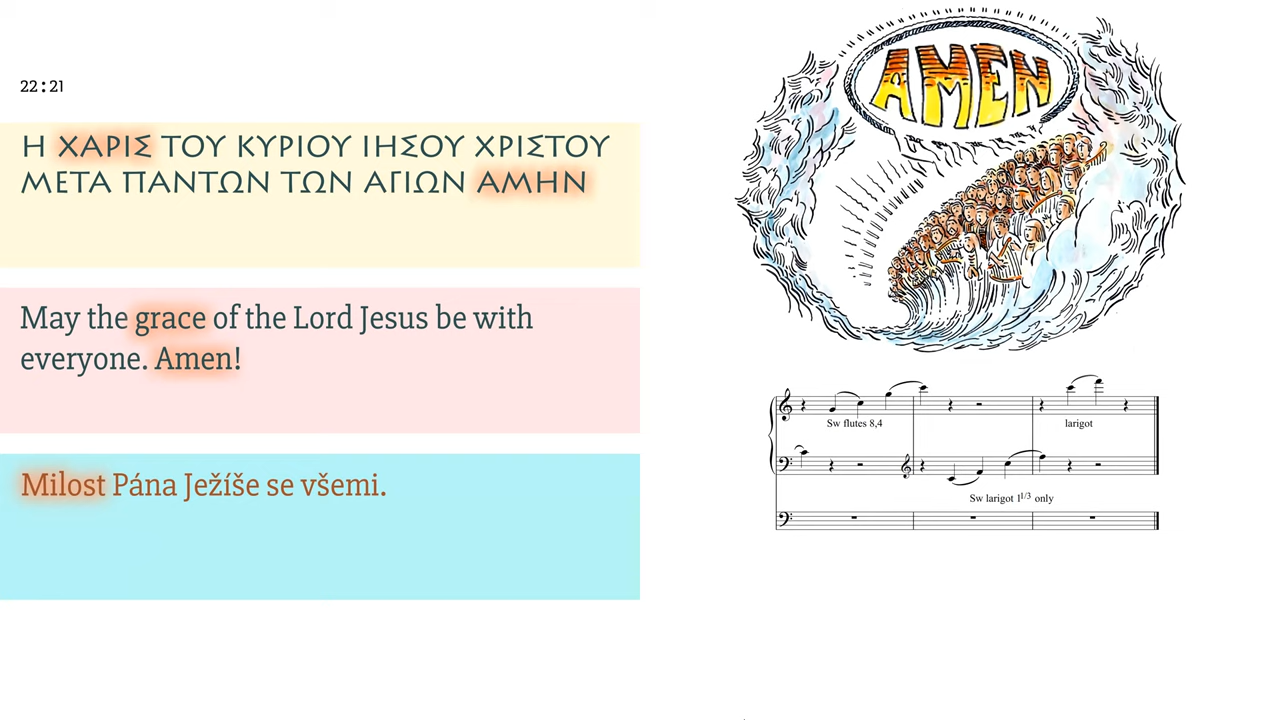 22:21
Η ΧΑΡΙΣ ΤΟΥ ΚΥΡΙΟΥ ΙΗΣΟΥ ΧΡΙΣΤΟΥ
ΜΕΤΑ ΠΑΝΤΩΝ ΤΩΝ ΑΓΙΩΝ ΑΜΗΝ
May the grace of the Lord Jesus be with
everyone. Amen!
Milost Pána Ježíše se všemi.
AMEN
Sw flutes 8,4
larigot
Sw larigot 1 1/3 only